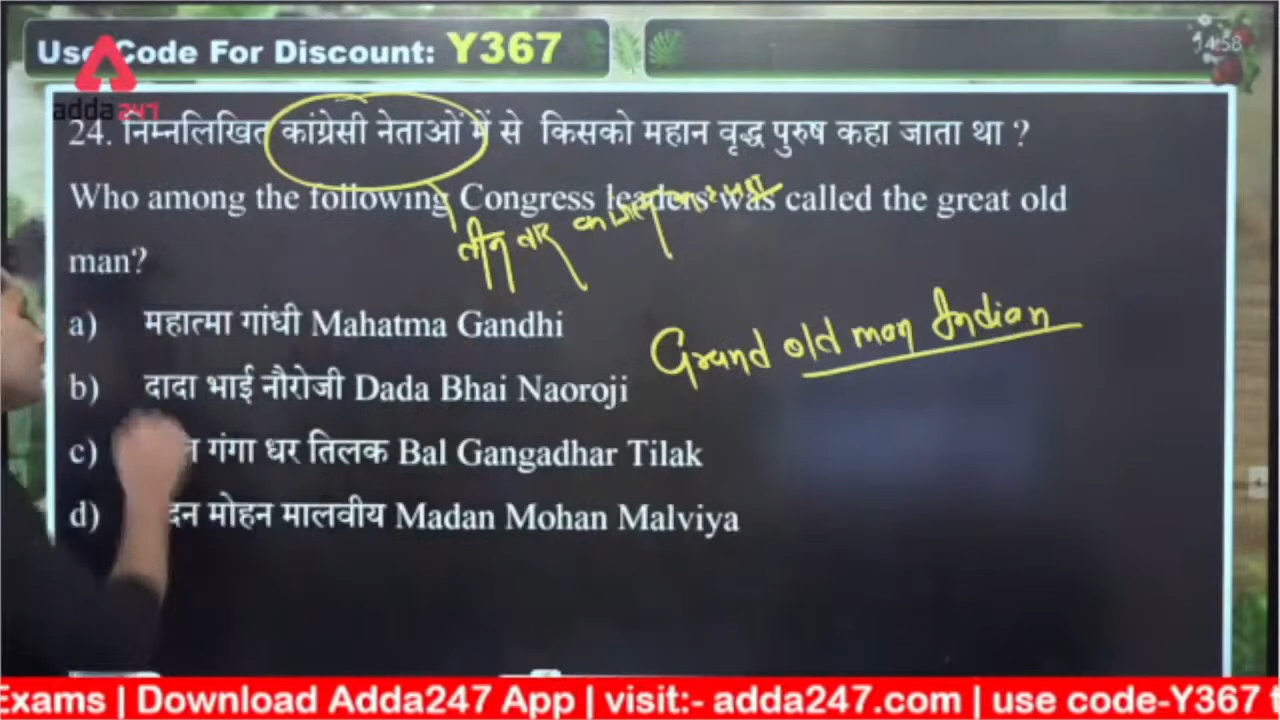 Use Code For Discount: Y367
14:58
adda247
24. निम्नलिखित कांग्रेसी नेताओं में से किसको महान वृद्ध पुरुष कहा जाता था ?
Who among the following Congress leaders was called the great old
तीन बार का
man?
a) महात्मा गांधी Mahatma Gandhi
Grand old man Indian
b) दादा भाई नौरोजी Dada Bhai Naoroji
c) गंगा धर तिलक Bal Gangadhar Tilak
d) मोहन मालवीय Madan Mohan Malviya
Exams | Download Adda247 App | visit:- adda247.com | use code-Y367 f